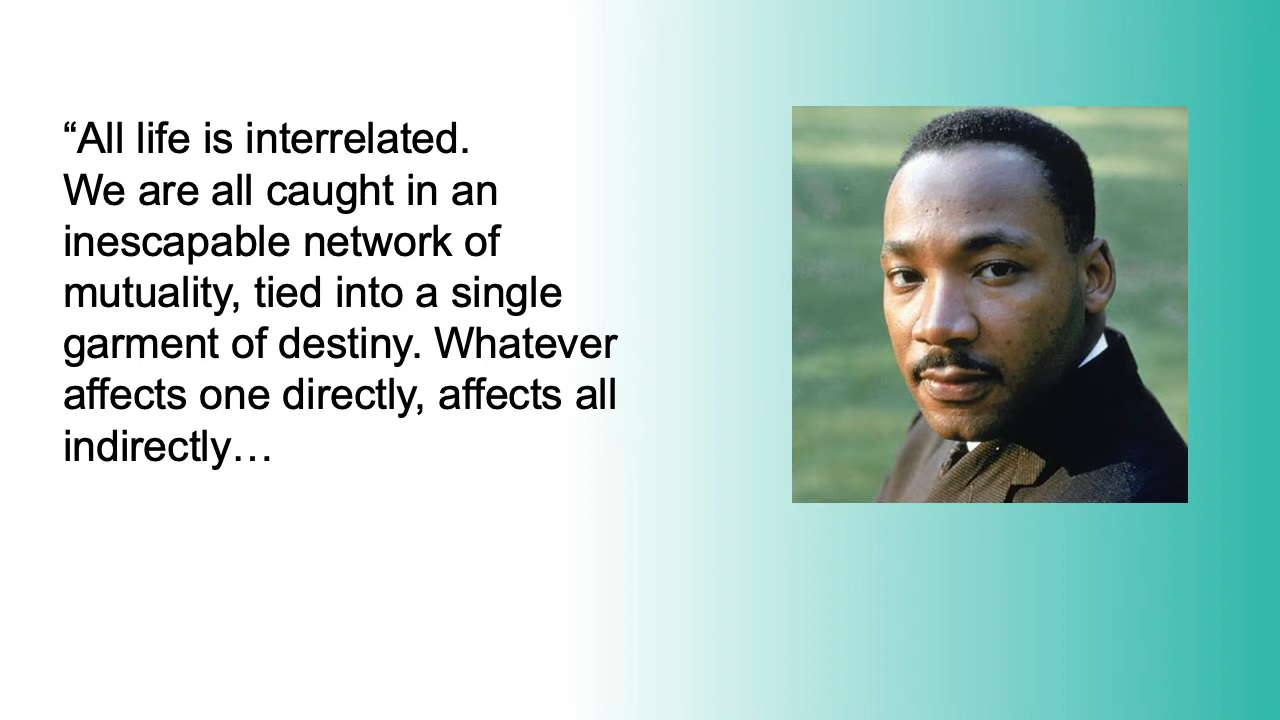 “All life is interrelated.
We are all caught in an
inescapable network of
mutuality, tied into a single
garment of destiny. Whatever
affects one directly, affects all
indirectly…